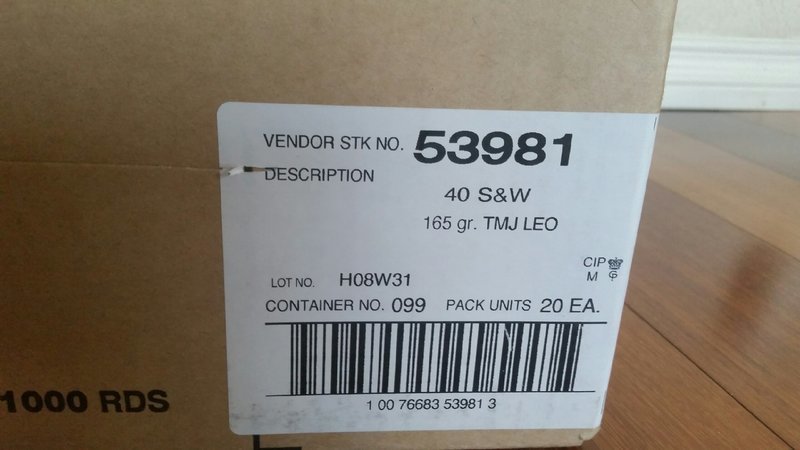 VENDOR STK NO. 53981
DESCRIPTION
40 S&W
165 gr. TMJ LEO
CIP
M
LOT NO. H08W31
CONTAINER NO. 099 PACK UNITS 20 EA.
1 00 76683 53981 3
1000 RDS